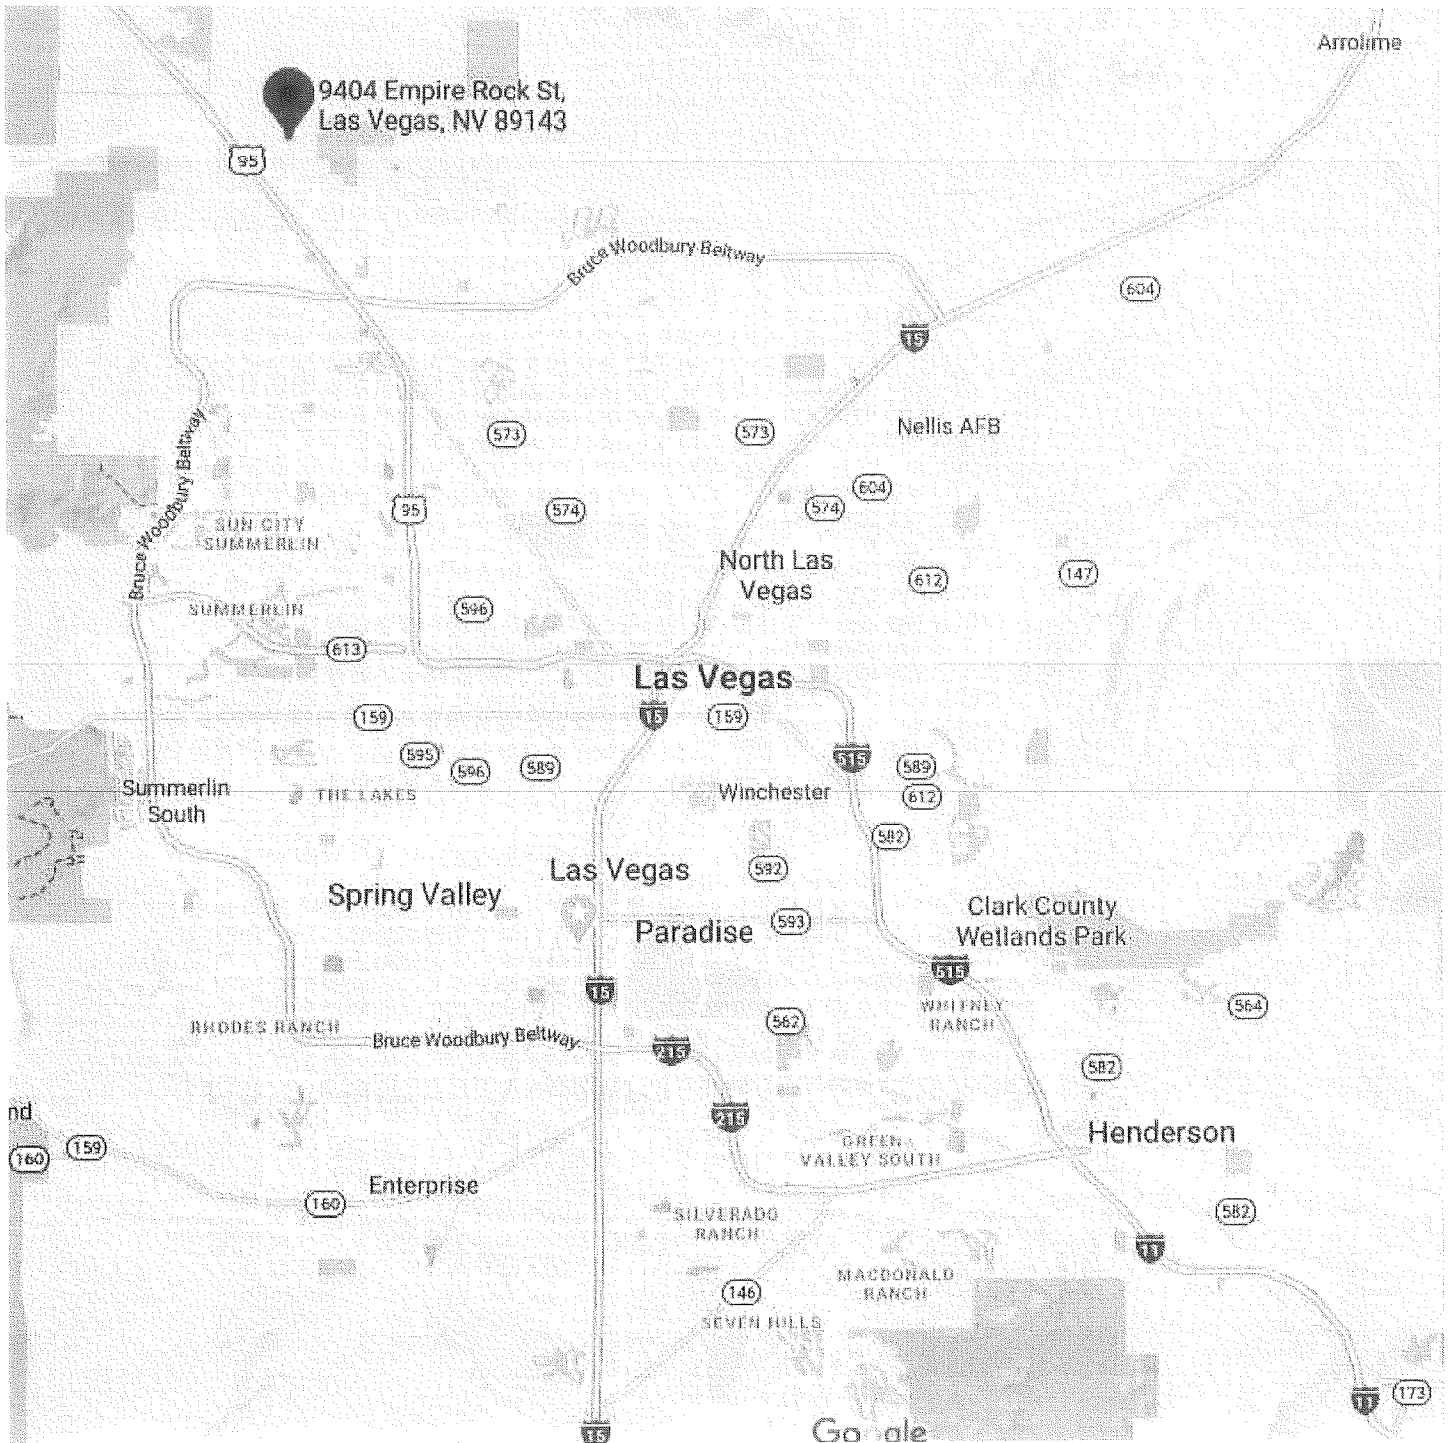 Arrolime
9404 Empire Rock St,
Las Vegas, NV 89143
95
Bruce Woodbury Beltway
604
15
Nellis AFB
573
573
604
574
574
95
Bruce Woodbury Beltway
SUN CITY
SUMMERLIN
North Las
Vegas
612
147
SUMMERLIN
596
613
Las Vegas
159
15
159
595
596
589
515
589
612
Summerlin
South
THE LAKES
Winchester
582
Las Vegas
592
Spring Valley
Paradise
593
Clark County
Wetlands Park
515
15
WHITNEY
RANCH
564
562
RHODES RANCH
Bruce Woodbury Beltway
215
582
nd
215
Henderson
159
160
GREEN
VALLEY SOUTH
Enterprise
160
SILVERADO
RANCH
582
11
MACDONALD
RANCH
146
SEVEN HILLS
173
11
15
Google